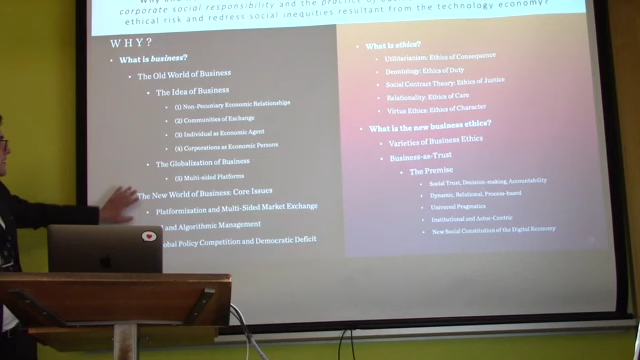 corporate social responsibility and the practice of
ethical risk and redress social inequities resultant from the technology economy?
WHY?
• What is business?
• The Old World of Business
• The Idea of Business
• (1) Non-Pecuniary Economic Relationships
• (2) Communities of Exchange
• (3) Individual as Economic Agent
• (4) Corporations as Economic Persons
• The Globalization of Business
• (5) Multi-sided Platforms
The New World of Business: Core Issues
• Platformization and Multi-Sided Market Exchange
and Algorithmic Management
Global Policy Competition and Democratic Deficit
• What is ethics?
• Utilitarianism: Ethics of Consequence
• Deontology: Ethics of Duty
• Social Contract Theory: Ethics of Justice
• Relationality: Ethics of Care
• Virtue Ethics: Ethics of Character
• What is the new business ethics?
• Varieties of Business Ethics
• Business-as-Trust
• The Premise
• Social Trust, Decision-making, Accountability
• Dynamic, Relational, Process-based
• Universal Pragmatics
• Institutional and Actor-Centric
• New Social Constitution of the Digital Economy